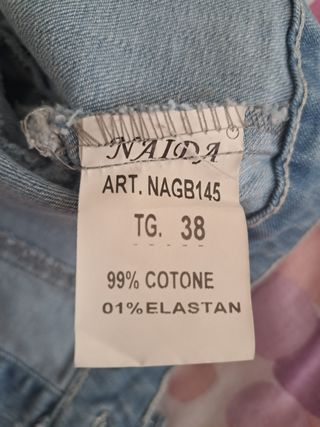 NAIDA
ART. NAGB145
TG. 38
99% COTONE
01% ELASTAN